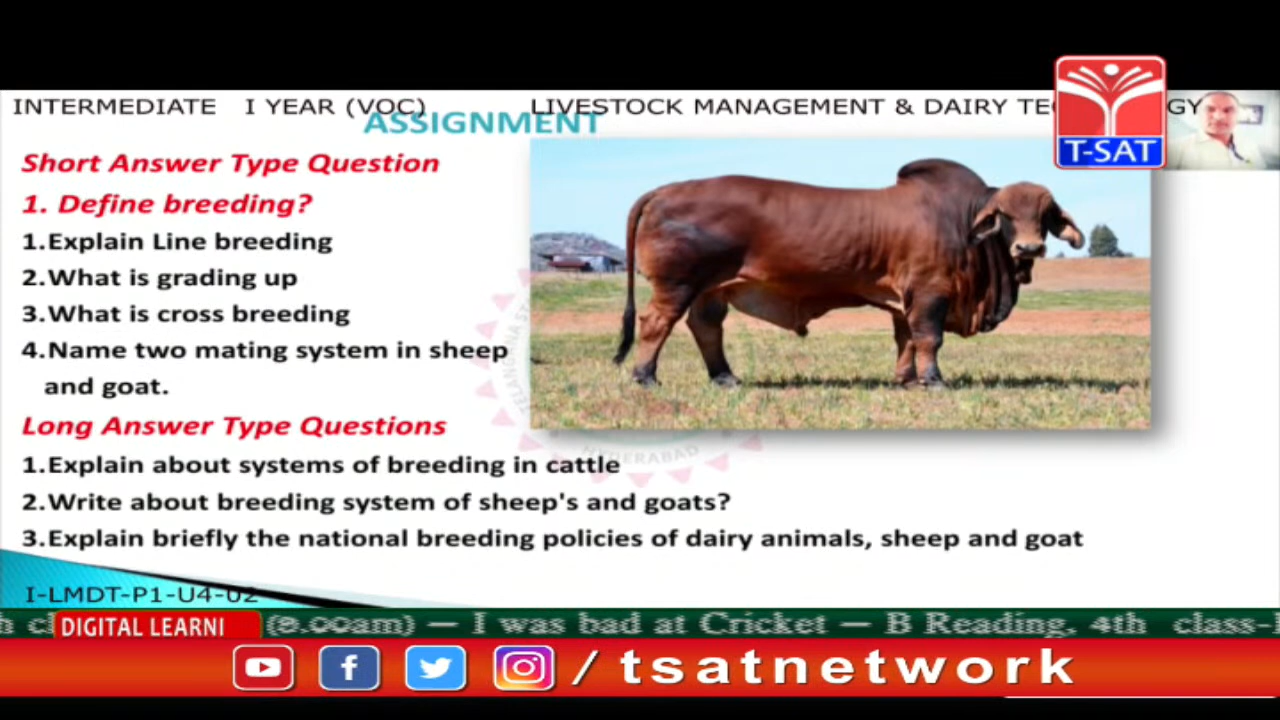 INTERMEDIATE I YEAR (VOC) LIVESTOCK MANAGEMENT & DAIRY
ASSIGNMENT
T-SAT
Short Answer Type Question
1. Define breeding?
1.Explain Line breeding
2.What is grading up
3.What is cross breeding
4.Name two mating system in sheep
and goat.
Long Answer Type Questions
HYDERABAD
1.Explain about systems of breeding in cattle
2.Write about breeding system of sheep's and goats?
3.Explain briefly the national breeding policies of dairy animals, sheep and goat
I-LMDT-P1-U4-02
DIGITAL LEARNI (9.00am) — I was bad at Cricket — B Reading, 4th class-
/ tsatnetwork